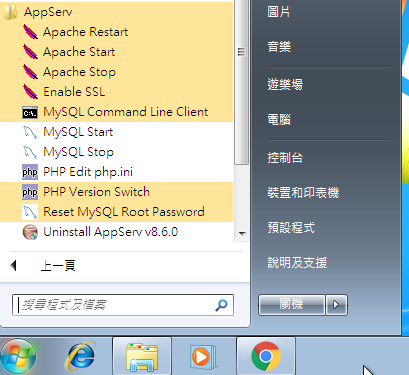 AppServ
Apache Restart
Apache Start
Apache Stop
Enable SSL
MySQL Command Line Client
MySQL Start
MySQL Stop
php PHP Edit php.ini
php PHP Version Switch
Reset MySQL Root Password
Uninstall AppServ v8.6.0
上一頁
搜尋程式及檔案
圖片
音樂
遊樂場
電腦
控制台
裝置和印表機
預設程式
說明及支援
關機